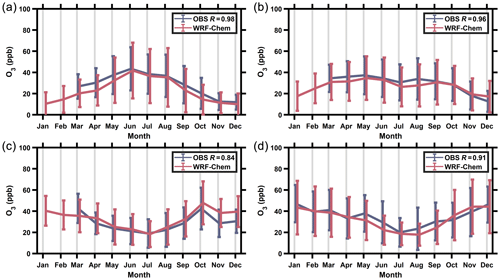 (a)
100
80
60
40
20
0
O3 (ppb)
OBS R=0.98
WRF-Chem
Jan Feb Mar Apr May Jun Jul Aug Sep Oct Nov Dec
Month
(b)
100
80
60
40
20
0
O3 (ppb)
OBS R=0.96
WRF-Chem
Jan Feb Mar Apr May Jun Jul Aug Sep Oct Nov Dec
Month
(c)
100
80
60
40
20
0
O3 (ppb)
OBS R=0.84
WRF-Chem
Jan Feb Mar Apr May Jun Jul Aug Sep Oct Nov Dec
Month
(d)
100
80
60
40
20
0
O3 (ppb)
OBS R=0.91
WRF-Chem
Jan Feb Mar Apr May Jun Jul Aug Sep Oct Nov Dec
Month